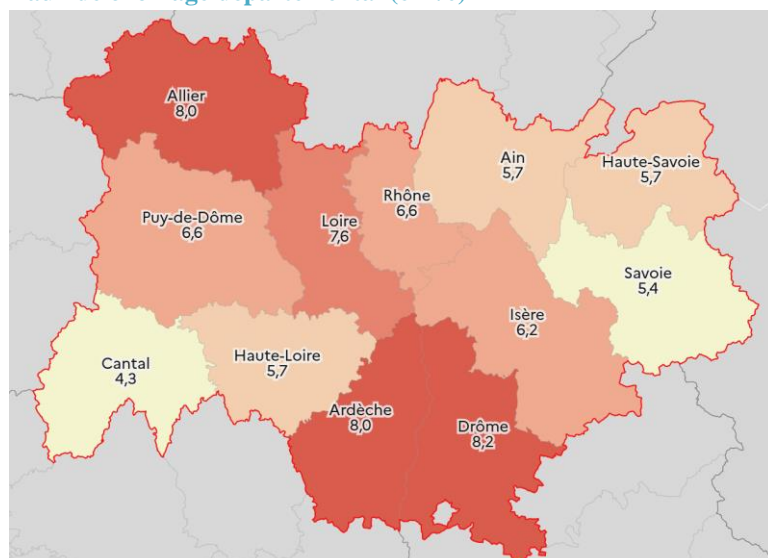 Allier
8,0
Ain
5,7
Haute-Savoie
5,7
Rhône
6,6
Puy-de-Dôme
6,6
Loire
7,6
Savoie
5,4
Isère
6,2
Cantal
4,3
Haute-Loire
5,7
Ardèche
8,0
Drôme
8,2